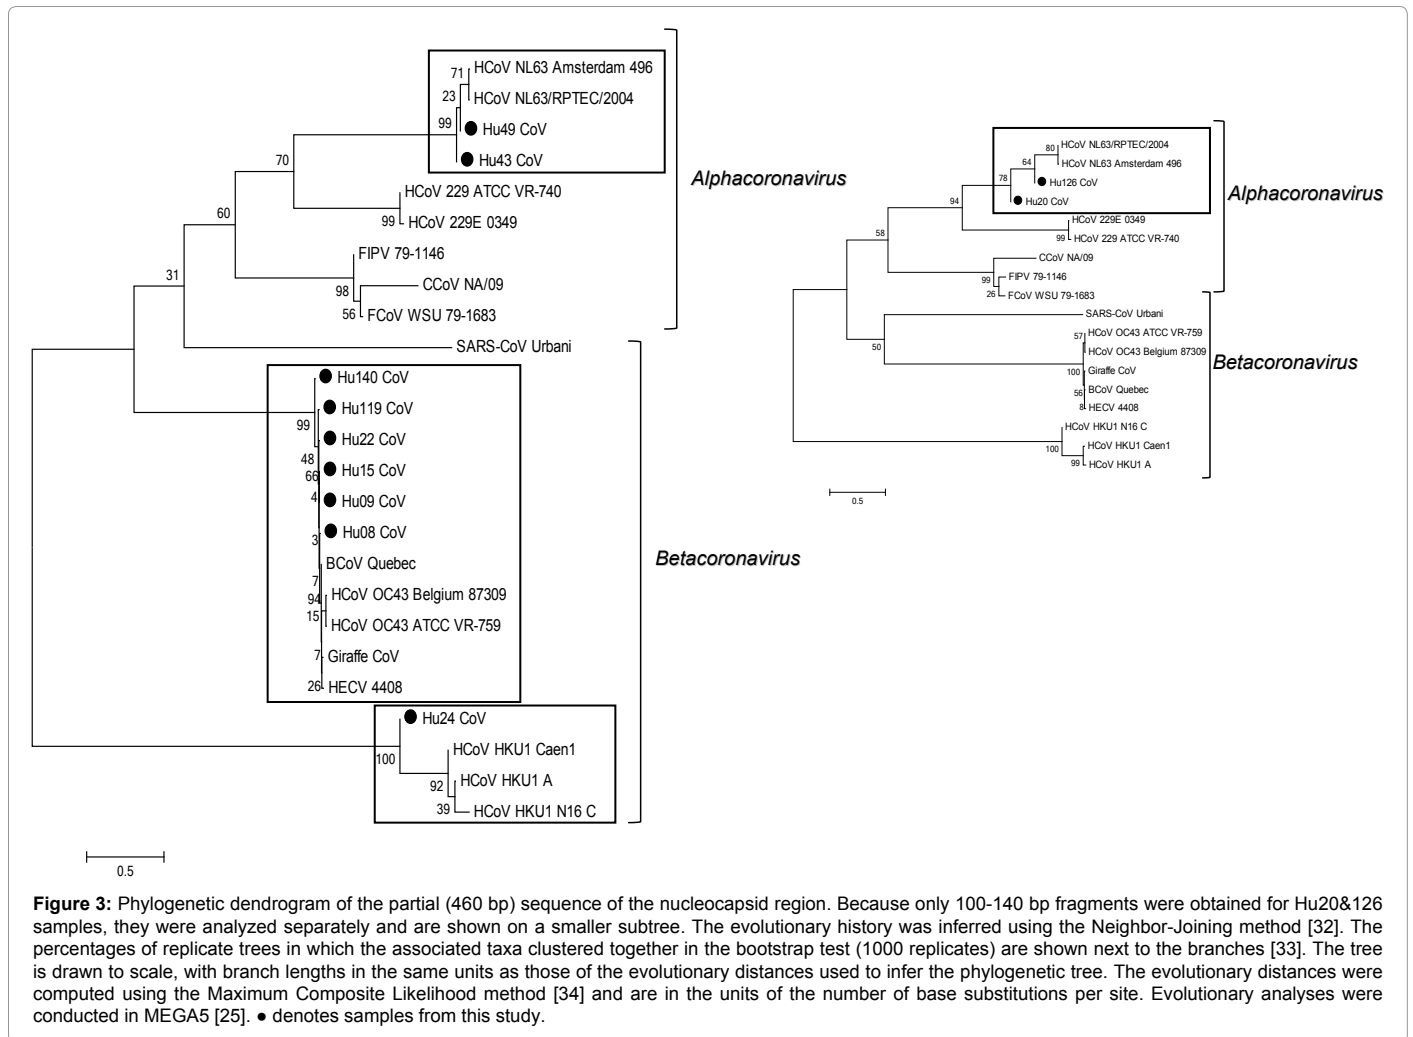 HCoV NL63 Amsterdam 496
71
HCoV NL63/RPTEC/2004
23
Hu49 CoV
99
Hu43 CoV
70
HCoV 229 ATCC VR-740
99
HCoV 229E 0349
60
FIPV 79-1146
98
CCoV NA/09
56
FCoV WSU 79-1683
31
SARS-CoV Urbani
Alphacoronavirus
Hu140 CoV
Hu119 CoV
99
Hu22 CoV
48
Hu15 CoV
66
4
Hu09 CoV
Hu08 CoV
3
BCoV Quebec
7
94
HCoV OC43 Belgium 87309
15
HCoV OC43 ATCC VR-759
7
Giraffe CoV
26
HECV 4408
Betacoronavirus
Hu24 CoV
100
HCoV HKU1 Caen1
92
HCoV HKU1 A
39
HCoV HKU1 N16 C
0.5
80
HCoV NL63/RPTEC/2004
64
HCoV NL63 Amsterdam 496
78
Hu126 CoV
Hu20 CoV
94
HCoV 229E 0349
99
HCoV 229 ATCC VR-740
58
CCoV NA/09
99
FIPV 79-1146
26
FCoV WSU 79-1683
Alphacoronavirus
SARS-CoV Urbani
57
HCoV OC43 ATCC VR-759
50
HCoV OC43 Belgium 87309
100
Giraffe CoV
56
BCoV Quebec
8
HECV 4408
Betacoronavirus
HCoV HKU1 N16 C
100
HCoV HKU1 Caen1
99
HCoV HKU1 A
0.5
Figure 3: Phylogenetic dendrogram of the partial (460 bp) sequence of the nucleocapsid region. Because only 100-140 bp fragments were obtained for Hu20&126
samples, they were analyzed separately and are shown on a smaller subtree. The evolutionary history was inferred using the Neighbor-Joining method [32]. The
percentages of replicate trees in which the associated taxa clustered together in the bootstrap test (1000 replicates) are shown next to the branches [33]. The tree
is drawn to scale, with branch lengths in the same units as those of the evolutionary distances used to infer the phylogenetic tree. The evolutionary distances were
computed using the Maximum Composite Likelihood method [34] and are in the units of the number of base substitutions per site. Evolutionary analyses were
conducted in MEGA5 [25]. ● denotes samples from this study.